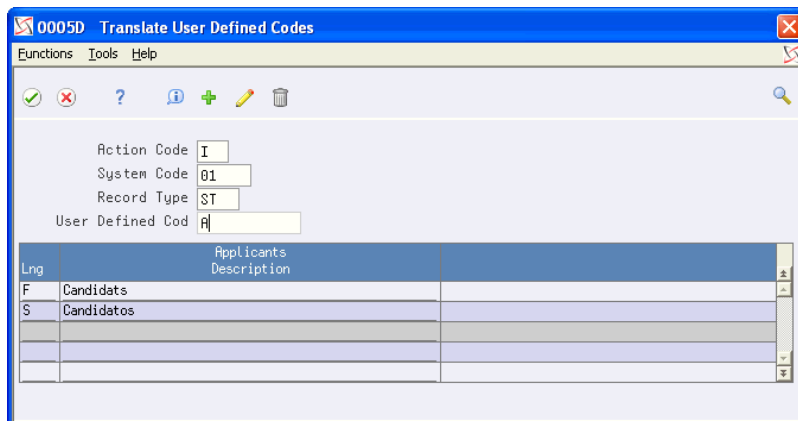 0005D Translate User Defined Codes
Functions Tools Help
?
Action Code I
System Code 01
Record Type ST
User Defined Cod A
Applicants
Lng Description
F Candidats
S Candidatos